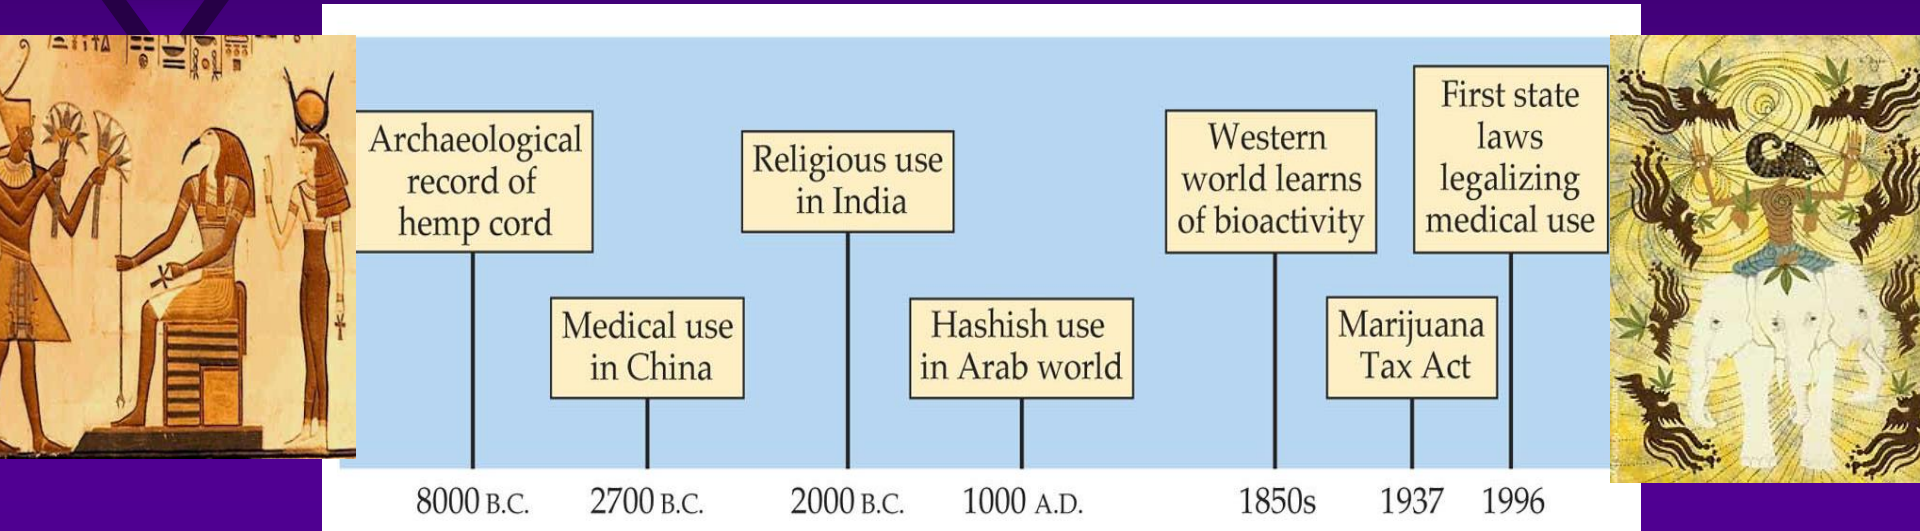 Archaeological
record of
hemp cord
Medical use
in China
Religious use
in India
Hashish use
in Arab world
Western
world learns
of bioactivity
Marijuana
Tax Act
First state
laws
legalizing
medical use
8000 B.C.
2700 B.C.
2000 B.C.
1000 A.D.
1850s
1937
1996